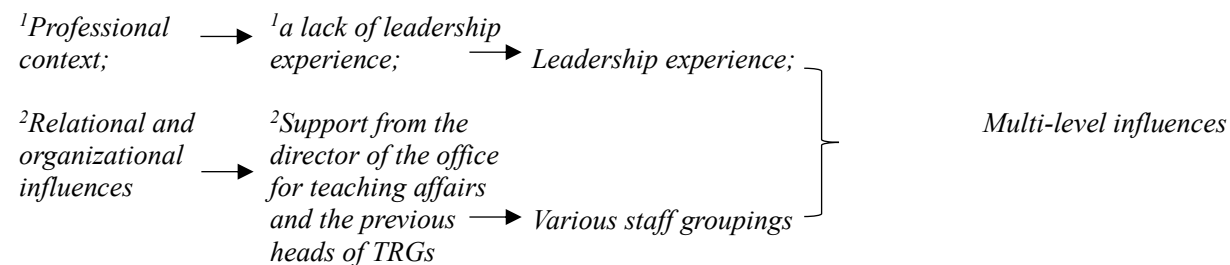 ¹Professional context;
¹a lack of leadership experience;
Leadership experience;
²Relational and organizational influences
²Support from the director of the office for teaching affairs and the previous heads of TRGs
Various staff groupings
Multi-level influences